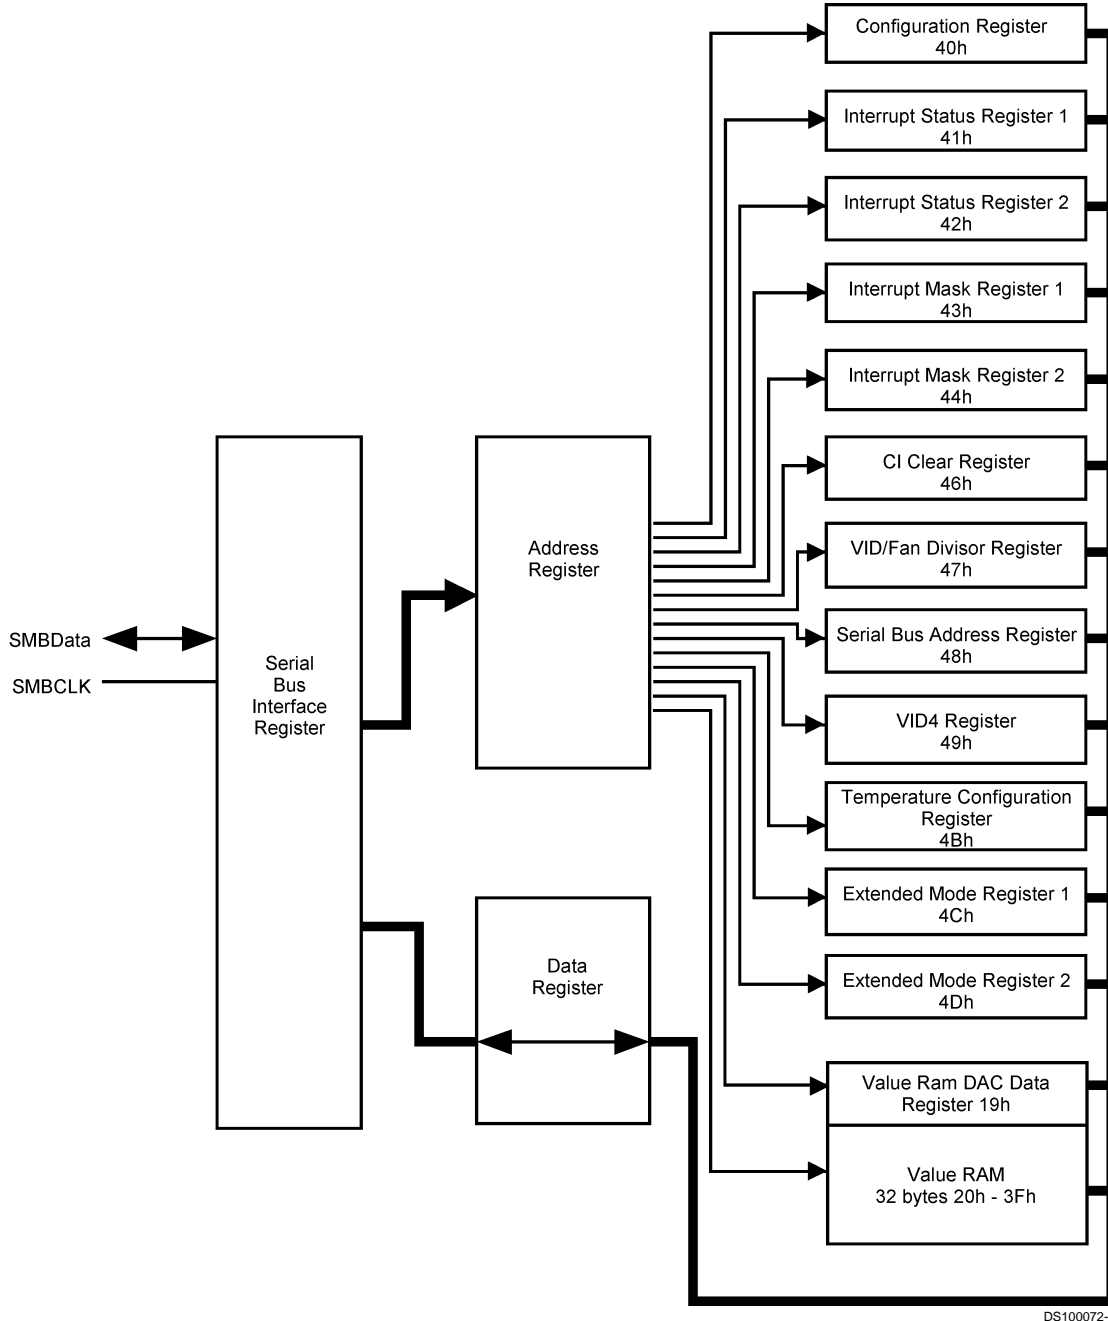 Configuration Register
40h
Interrupt Status Register 1
41h
Interrupt Status Register 2
42h
Interrupt Mask Register 1
43h
Interrupt Mask Register 2
44h
CI Clear Register
46h
VID/Fan Divisor Register
47h
Serial Bus Address Register
48h
VID4 Register
49h
Temperature Configuration
Register
4Bh
Extended Mode Register 1
4Ch
Extended Mode Register 2
4Dh
Value Ram DAC Data
Register 19h
Value RAM
32 bytes 20h - 3Fh
Address
Register
SMBData
SMBCLK
Serial
Bus
Interface
Register
Data
Register
DS100072-